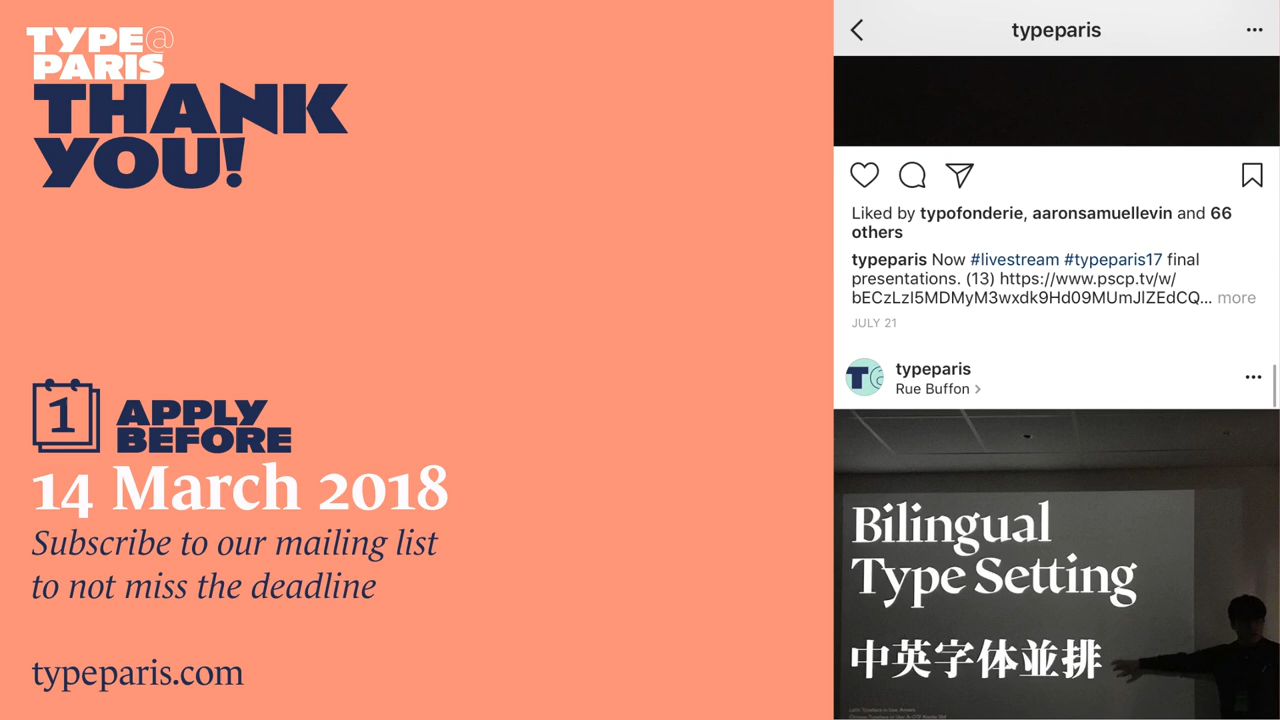 TYPE@
PARIS
THANK
YOU!
1
APPLY
BEFORE
14 March 2018
Subscribe to our mailing list
to not miss the deadline
typeparis.com
typeparis
Liked by typofonderie, aaronsamuellevin and 66
others
typeparis Now #livestream #typeparis17 final
presentations. (13) https://www.pscp.tv/w/
bECzLzI5MDMyM3wxdk9Hd09MUmJlZEdCQ... more
JULY 21
T@
typeparis
Rue Buffon >
Bilingual
Type Setting
中英字体並排